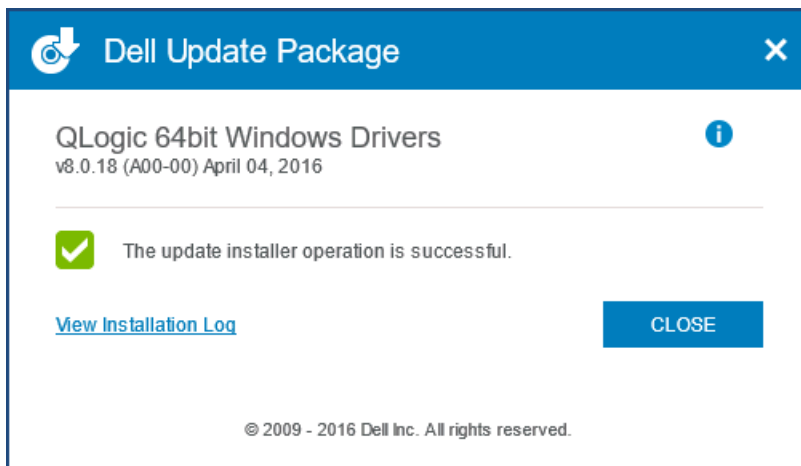 Dell Update Package
QLogic 64bit Windows Drivers
v8.0.18 (A00-00) April 04, 2016
The update installer operation is successful.
View Installation Log
CLOSE
© 2009 - 2016 Dell Inc. All rights reserved.